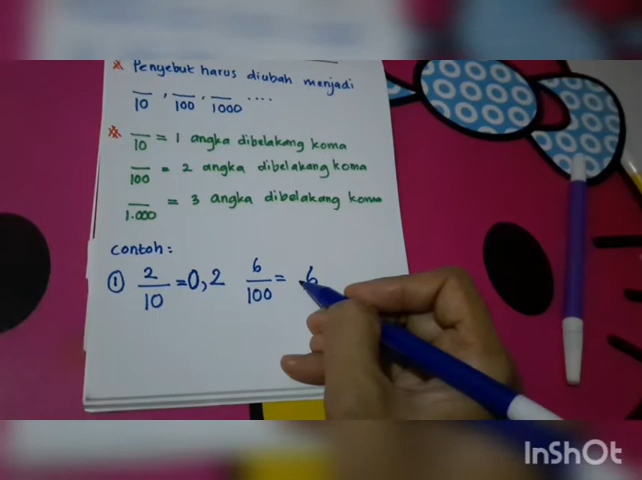 * Penyebut harus diubah menjadi
/10 , /100 , /1000 ....
* /10 = 1 angka dibelakang koma
/100 = 2 angka dibelakang koma
/1.000 = 3 angka dibelakang koma
Contoh:
① 2/10 = 0,2 6/100 = 6
InShOt